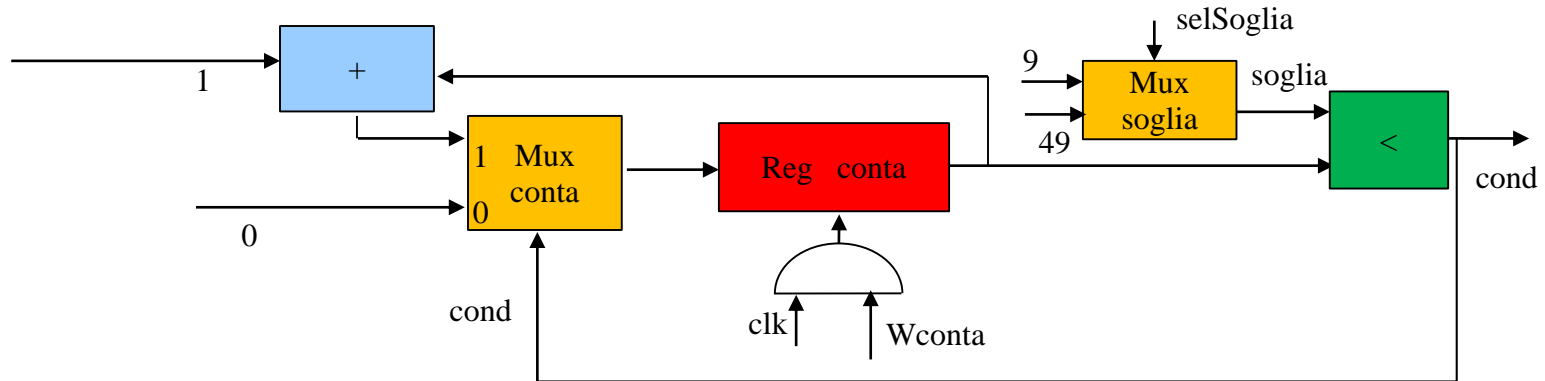 selSoglia
+
1
9
Mux
soglia
soglia
49
<
cond
1
Mux
conta
0
Reg conta
0
cond
clk
Wconta